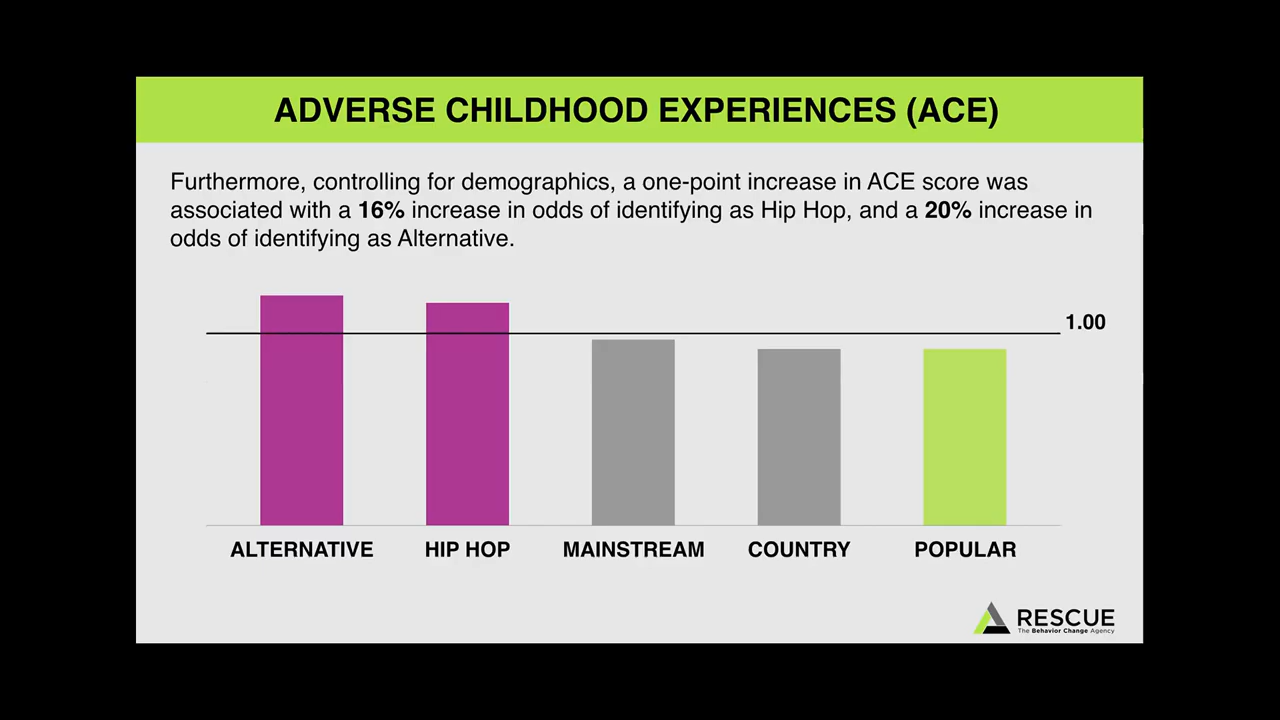 ADVERSE CHILDHOOD EXPERIENCES (ACE)
Furthermore, controlling for demographics, a one-point increase in ACE score was
associated with a 16% increase in odds of identifying as Hip Hop, and a 20% increase in
odds of identifying as Alternative.
1.00
ALTERNATIVE HIP HOP MAINSTREAM COUNTRY POPULAR
RESCUE
The Behavior Change Agency